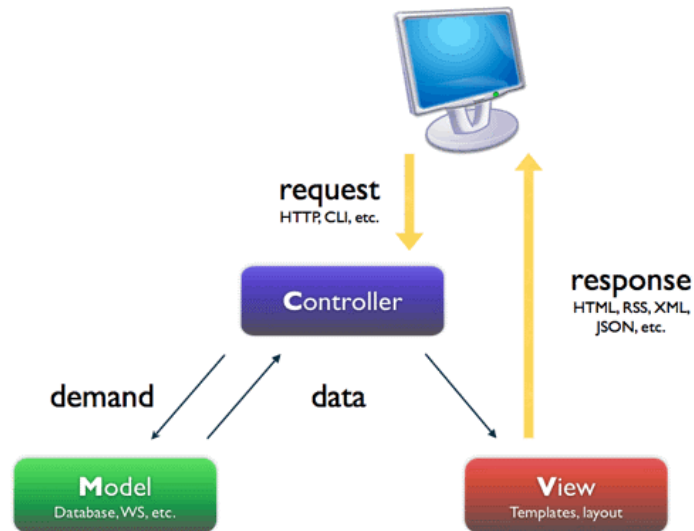 request
HTTP, CLI, etc.
Controller
response
HTML, RSS, XML,
JSON, etc.
demand
data
Model
Database, WS, etc.
View
Templates, layout